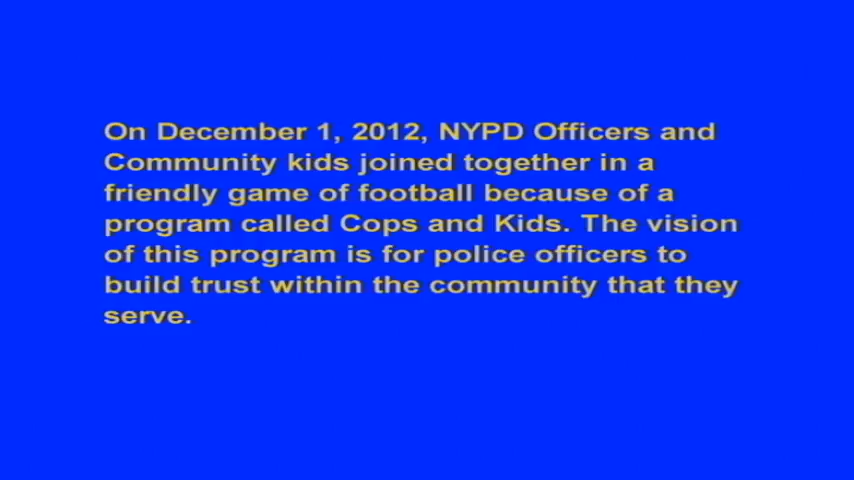 On December 1, 2012, NYPD Officers and
Community kids joined together in a
friendly game of football because of a
program called Cops and Kids. The vision
of this program is for police officers to
build trust within the community that they
serve.